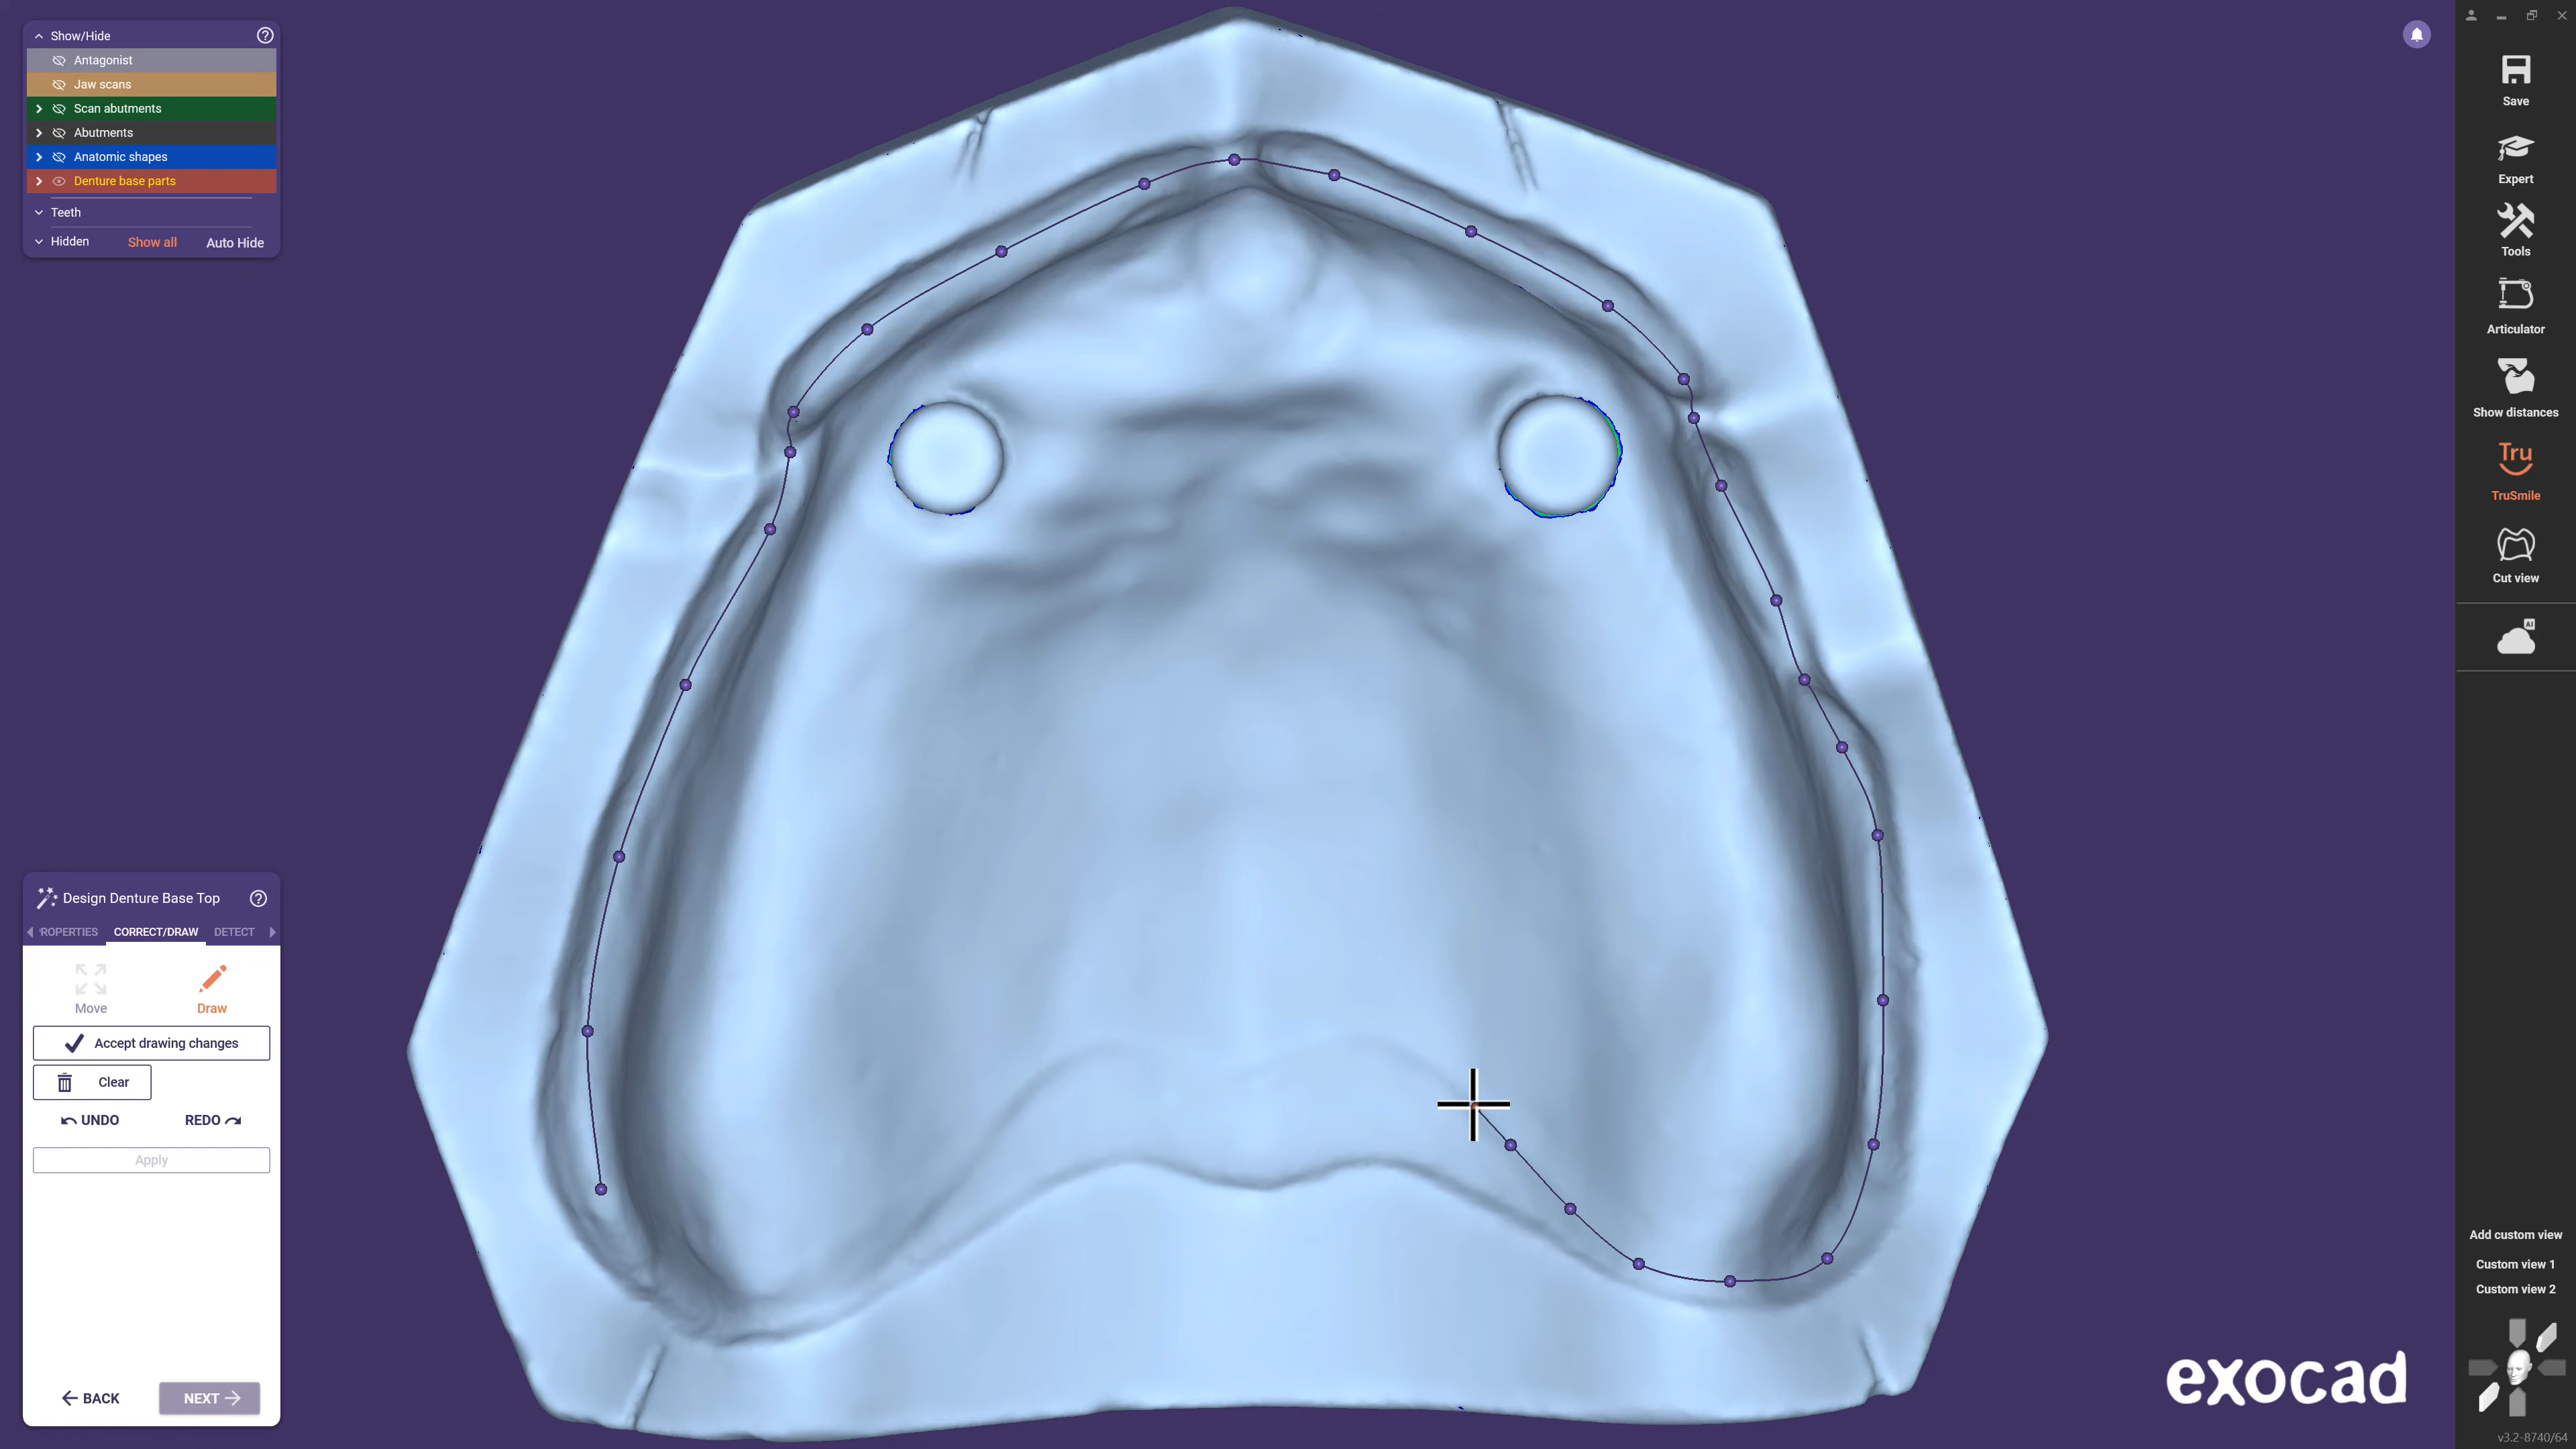 Show/Hide
Antagonist
Jaw scans
Scan abutments
Abutments
Anatomic shapes
Denture base parts
Teeth
Hidden Show all Auto Hide
Design Denture Base Top
ROPERTIES CORRECT/DRAW DETECT
Move Draw
Accept drawing changes
Clear
UNDO REDO
Apply
BACK NEXT
Save
Expert
Tools
Articulator
Show distances
Tru
TruSmile
Cut view
AI
Add custom view
Custom view 1
Custom view 2
exocad
v3.2-8740/64